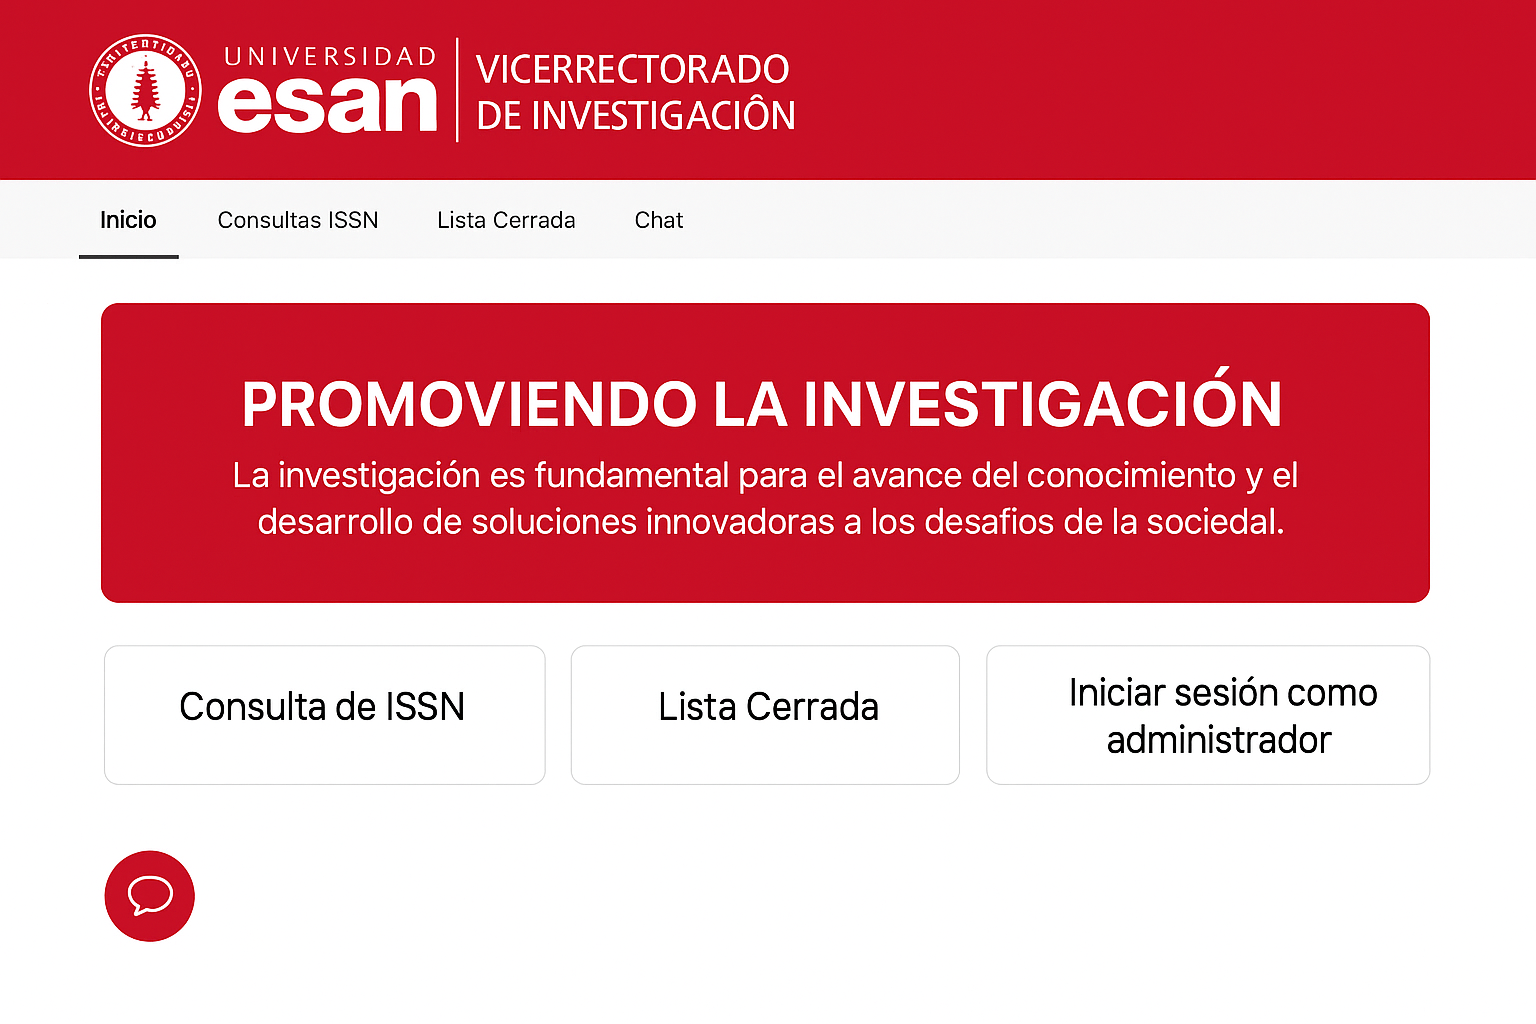 UNIVERSIDAD
esan
VICERRECTORADO
DE INVESTIGACIÔN
Inicio
Consultas ISSN
Lista Cerrada
Chat
PROMOVIENDO LA INVESTIGACIÓN
La investigación es fundamental para el avance del conocimiento y el
desarrollo de soluciones innovadoras a los desafios de la sociedal.
Consulta de ISSN
Lista Cerrada
Iniciar sesión como
administrador